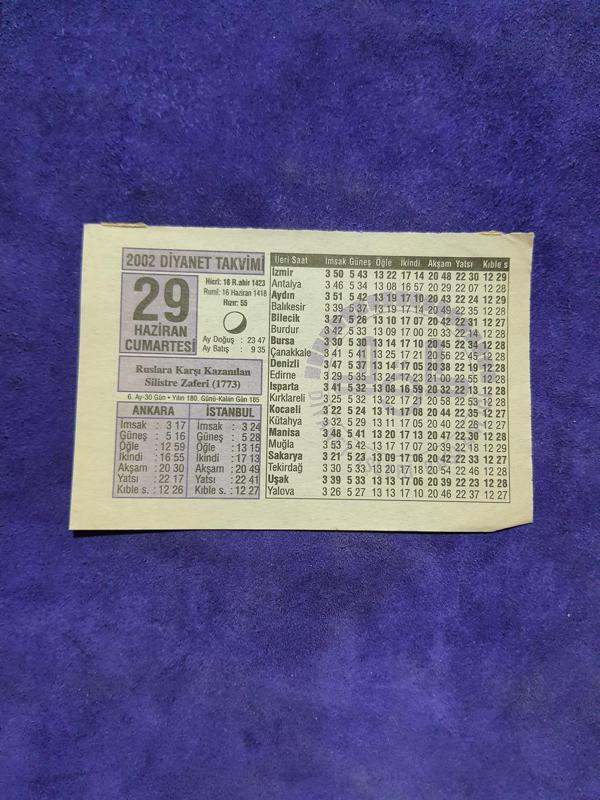 2002 DİYANET TAKVİMİ
29
HAZİRAN
CUMARTESİ
Hicrî: 18 R.ahir 1423
Rumî: 16 Haziran 1418
Hızır: 55
Ay Doğuş : 23 47
Ay Batış : 9 35
Ruslara Karşı Kazanılan
Silistre Zaferi (1773)
6. Ay-30 Gün • Yılın 180. Günü-Kalan Gün 185
ANKARA
İmsak : 3 17
Güneş : 5 16
Öğle : 12 59
İkindi : 16 55
Akşam : 20 30
Yatsı : 22 17
Kıble s. : 12 26
İSTANBUL
İmsak : 3 24
Güneş : 5 28
Öğle : 13 15
İkindi : 17 13
Akşam : 20 49
Yatsı : 22 41
Kıble s. : 12 27
İleri Saat İmsak Güneş Öğle İkindi Akşam Yatsı Kıble s
İzmir 3 50 5 43 13 22 17 14 20 48 22 30 12 29
Antalya 3 46 5 34 13 08 16 57 20 29 22 07 12 28
Aydın 3 51 5 42 13 19 17 10 20 43 22 24 12 29
Balıkesir 3 39 5 37 13 19 17 14 20 49 22 35 12 28
Bilecik 3 27 5 26 13 10 17 07 20 42 22 31 12 27
Burdur 3 42 5 33 13 09 17 00 20 33 22 14 12 28
Bursa 3 30 5 30 13 14 17 10 20 45 22 34 12 28
Çanakkale 3 41 5 41 13 25 17 21 20 56 22 45 12 28
Denizli 3 47 5 37 13 14 17 05 20 38 22 19 12 28
Edirne 3 29 5 35 13 24 17 23 21 00 22 55 12 28
Isparta 3 41 5 32 13 08 16 59 20 32 22 13 12 28
Kırklareli 3 25 5 32 13 21 17 20 20 58 22 53 12 28
Kocaeli 3 22 5 24 13 11 17 08 20 44 22 35 12 27
Kütahya 3 32 5 29 13 11 17 05 20 40 22 27 12 28
Manisa 3 48 5 41 13 20 17 13 20 47 22 30 12 28
Muğla 3 53 5 42 13 17 17 07 20 39 22 18 12 29
Sakarya 3 21 5 23 13 09 17 06 20 42 22 33 12 27
Tekirdağ 3 30 5 33 13 20 17 18 20 54 22 46 12 28
Uşak 3 39 5 33 13 13 17 06 20 39 22 23 12 28
Yalova 3 26 5 27 13 13 17 10 20 46 22 37 12 27